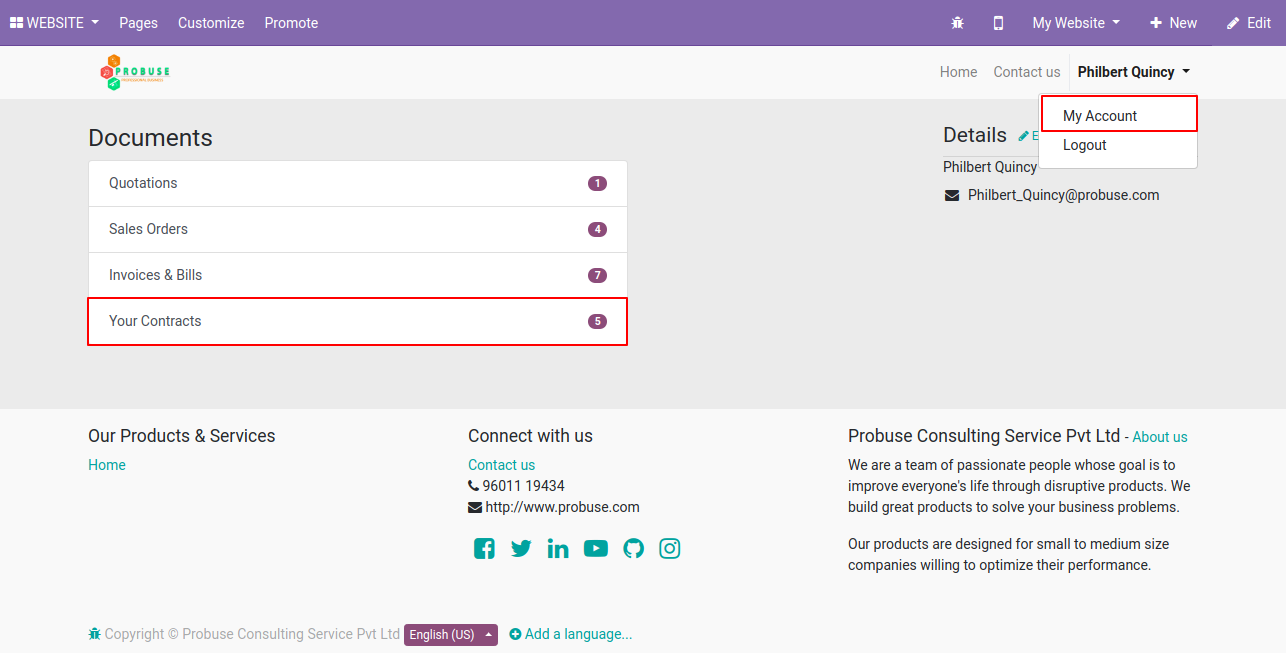 WEBSITE Pages Customize Promote My Website + New Edit
PROBUSE
Home Contact us Philbert Quincy
My Account
Logout
Documents
Quotations 1
Sales Orders 4
Invoices & Bills 7
Your Contracts 5
Details E
Philbert Quincy
Philbert_Quincy@probuse.com
Our Products & Services
Home
Connect with us
Contact us
96011 19434
http://www.probuse.com
Probuse Consulting Service Pvt Ltd - About us
We are a team of passionate people whose goal is to
improve everyone's life through disruptive products. We
build great products to solve your business problems.
Our products are designed for small to medium size
companies willing to optimize their performance.
Copyright © Probuse Consulting Service Pvt Ltd English (US) Add a language...